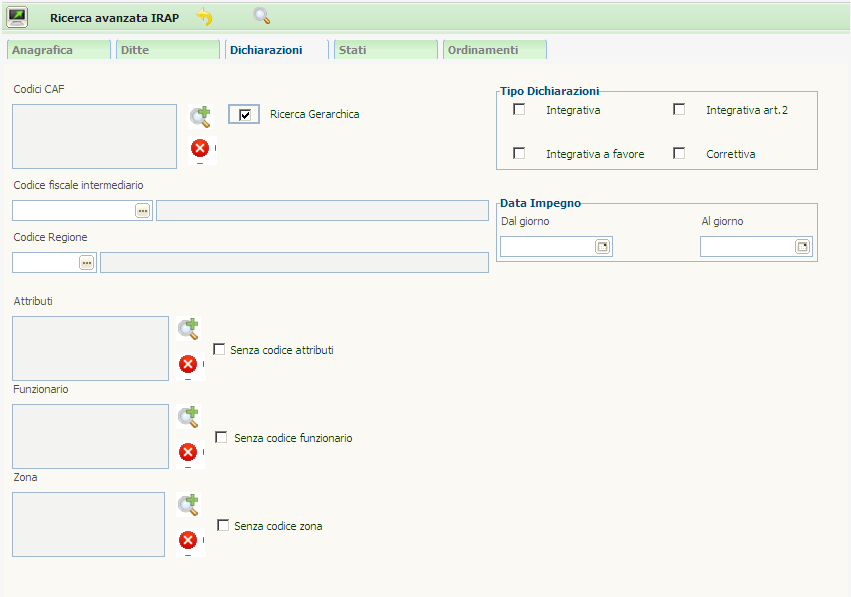 Ricerca avanzata IRAP
Anagrafica
Ditte
Dichiarazioni
Stati
Ordinamenti
Codici CAF
Ricerca Gerarchica
Tipo Dichiarazioni
Integrativa
Integrativa art.2
Integrativa a favore
Correttiva
Codice fiscale intermediario
Data Impegno
Dal giorno
Al giorno
Codice Regione
Attributi
Senza codice attributi
Funzionario
Senza codice funzionario
Zona
Senza codice zona